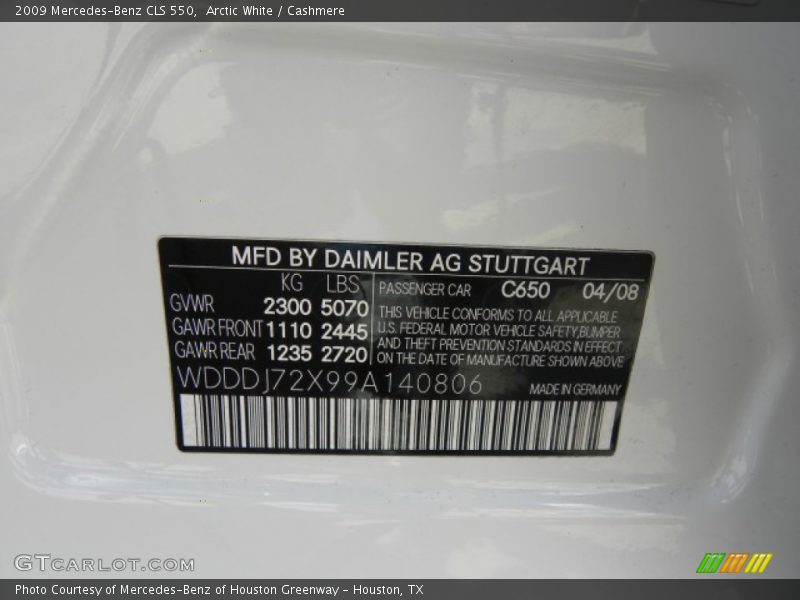 2009 Mercedes-Benz CLS 550, Arctic White / Cashmere
MFD BY DAIMLER AG STUTTGART
KG LBS
GVWR 2300 5070
GAWR FRONT 1110 2445
GAWR REAR 1235 2720
PASSENGER CAR C650 04/08
THIS VEHICLE CONFORMS TO ALL APPLICABLE
U.S. FEDERAL MOTOR VEHICLE SAFETY,BUMPER
AND THEFT PREVENTION STANDARDS IN EFFECT
ON THE DATE OF MANUFACTURE SHOWN ABOVE
WDDDJ72X99A140806
MADE IN GERMANY
GTCARLOT.COM
Photo Courtesy of Mercedes-Benz of Houston Greenway - Houston, TX